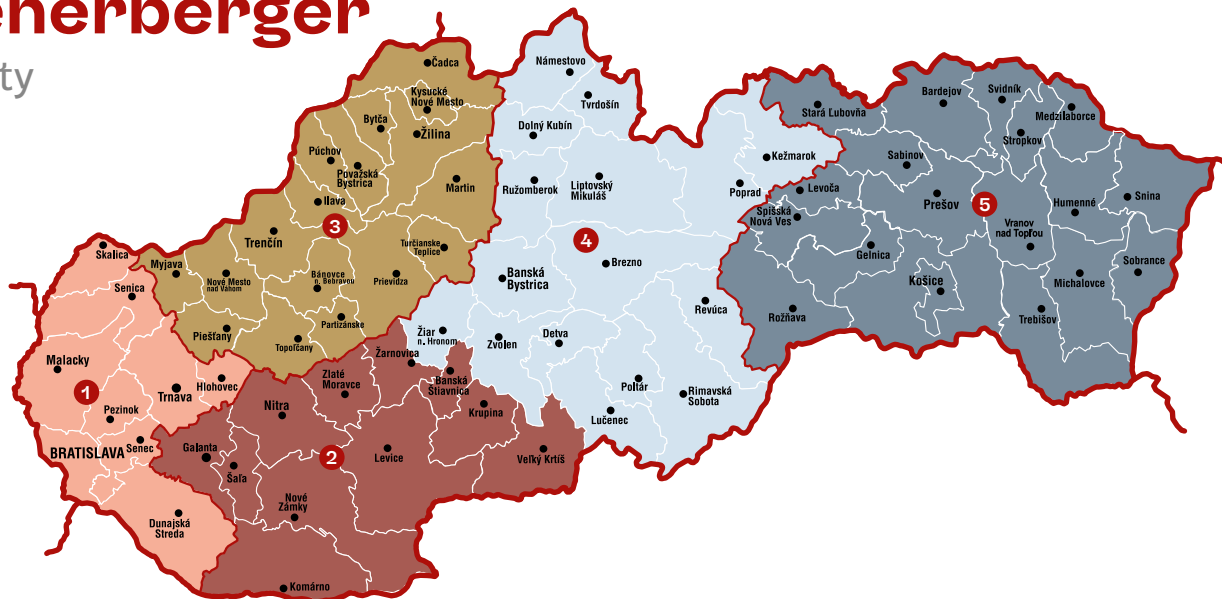 enerberger
ty
Čadca
Kysucké
Nové Mesto
Bytča
Žilina
Púchov
Považská
Bystrica
Martin
Ilava
3
Trenčín
Turčianske
Teplice
Myjava
Nové Mesto
nad Váhom
Bánovce
n. Bebravou
Prievidza
Piešťany
Partizánske
Topoľčany
Skalica
Senica
Malacky
1
Hlohovec
Trnava
Pezinok
BRATISLAVA
Senec
Dunajská
Streda
Žarnovica
Zlaté
Moravce
Banská
Štiavnica
Nitra
Krupina
Galanta
2
Levice
Veľký Krtíš
Šaľa
Nové
Zámky
Komárno
Námestovo
Tvrdošín
Dolný Kubín
Kežmarok
Ružomberok
Liptovský
Mikuláš
Poprad
4
Brezno
Banská
Bystrica
Revúca
Žiar
n. Hronom
Zvolen
Detva
Poltár
Rimavská
Sobota
Lučenec
Stará Ľubovňa
Bardejov
Svidník
Medzilaborce
Stropkov
Sabinov
Levoča
Prešov
5
Humenné
Snina
Spišská
Nová Ves
Vranov
nad Topľou
Gelnica
Sobrance
Košice
Michalovce
Rožňava
Trebišov